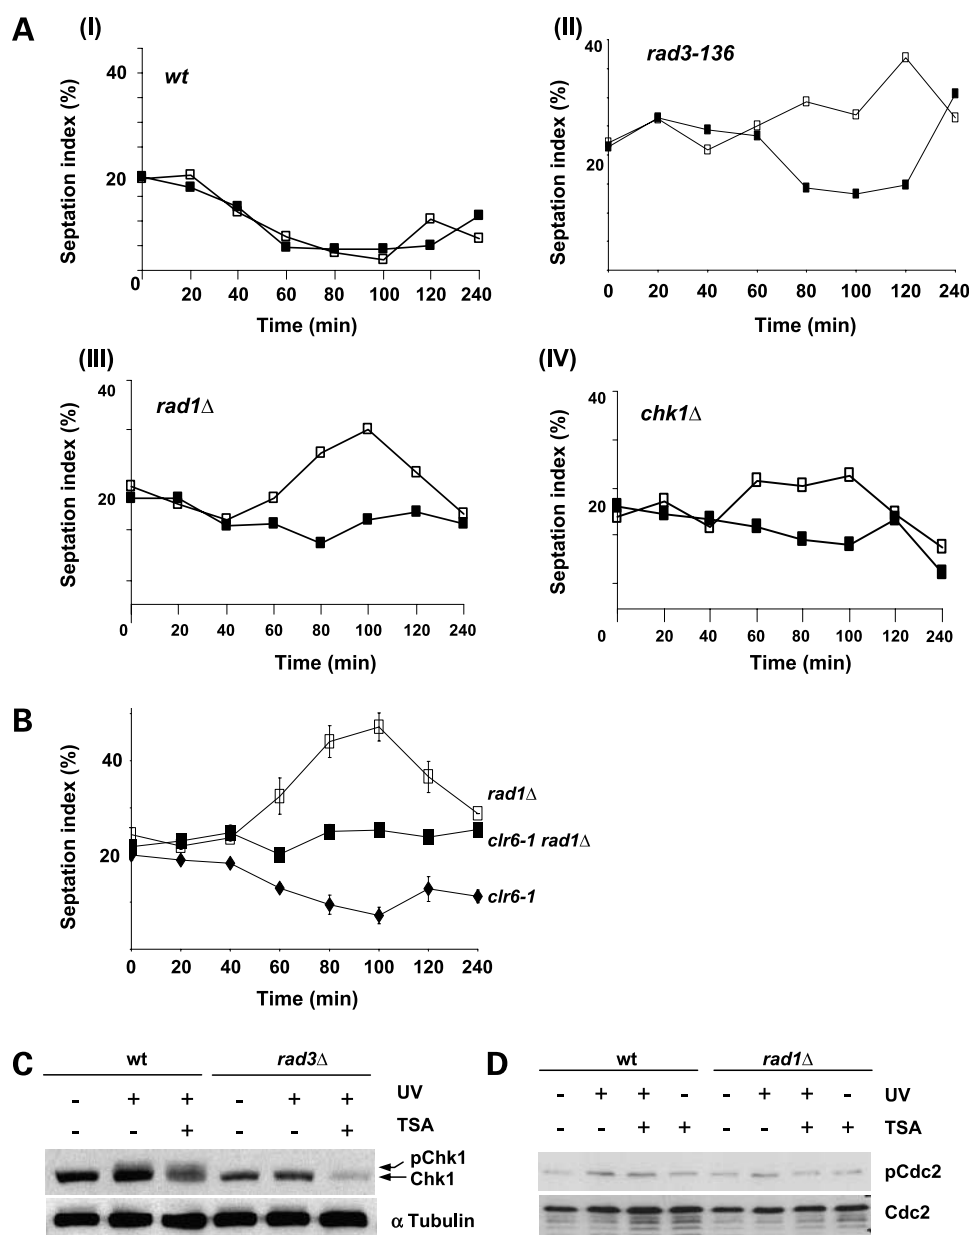 A
(I)
wt
Septation index (%)
40
20
0 20 40 60 80 100 120 240
Time (min)
(II)
rad3-136
Septation index (%)
40
20
0
0 20 40 60 80 100 120 240
Time (min)
(III)
rad1Δ
Septation index (%)
40
20
0 20 40 60 80 100 120 240
Time (min)
(IV)
chk1Δ
Septation index (%)
40
20
0 20 40 60 80 100 120 240
Time (min)
B
Septation index (%)
40
20
rad1Δ
clr6-1 rad1Δ
clr6-1
0 20 40 60 80 100 120 240
Time (min)
C
wt rad3Δ
- + + - + + UV
- - + - - + TSA
pChk1
Chk1
α Tubulin
D
wt rad1Δ
- + + - - + + - UV
- - + + - - + + TSA
pCdc2
Cdc2